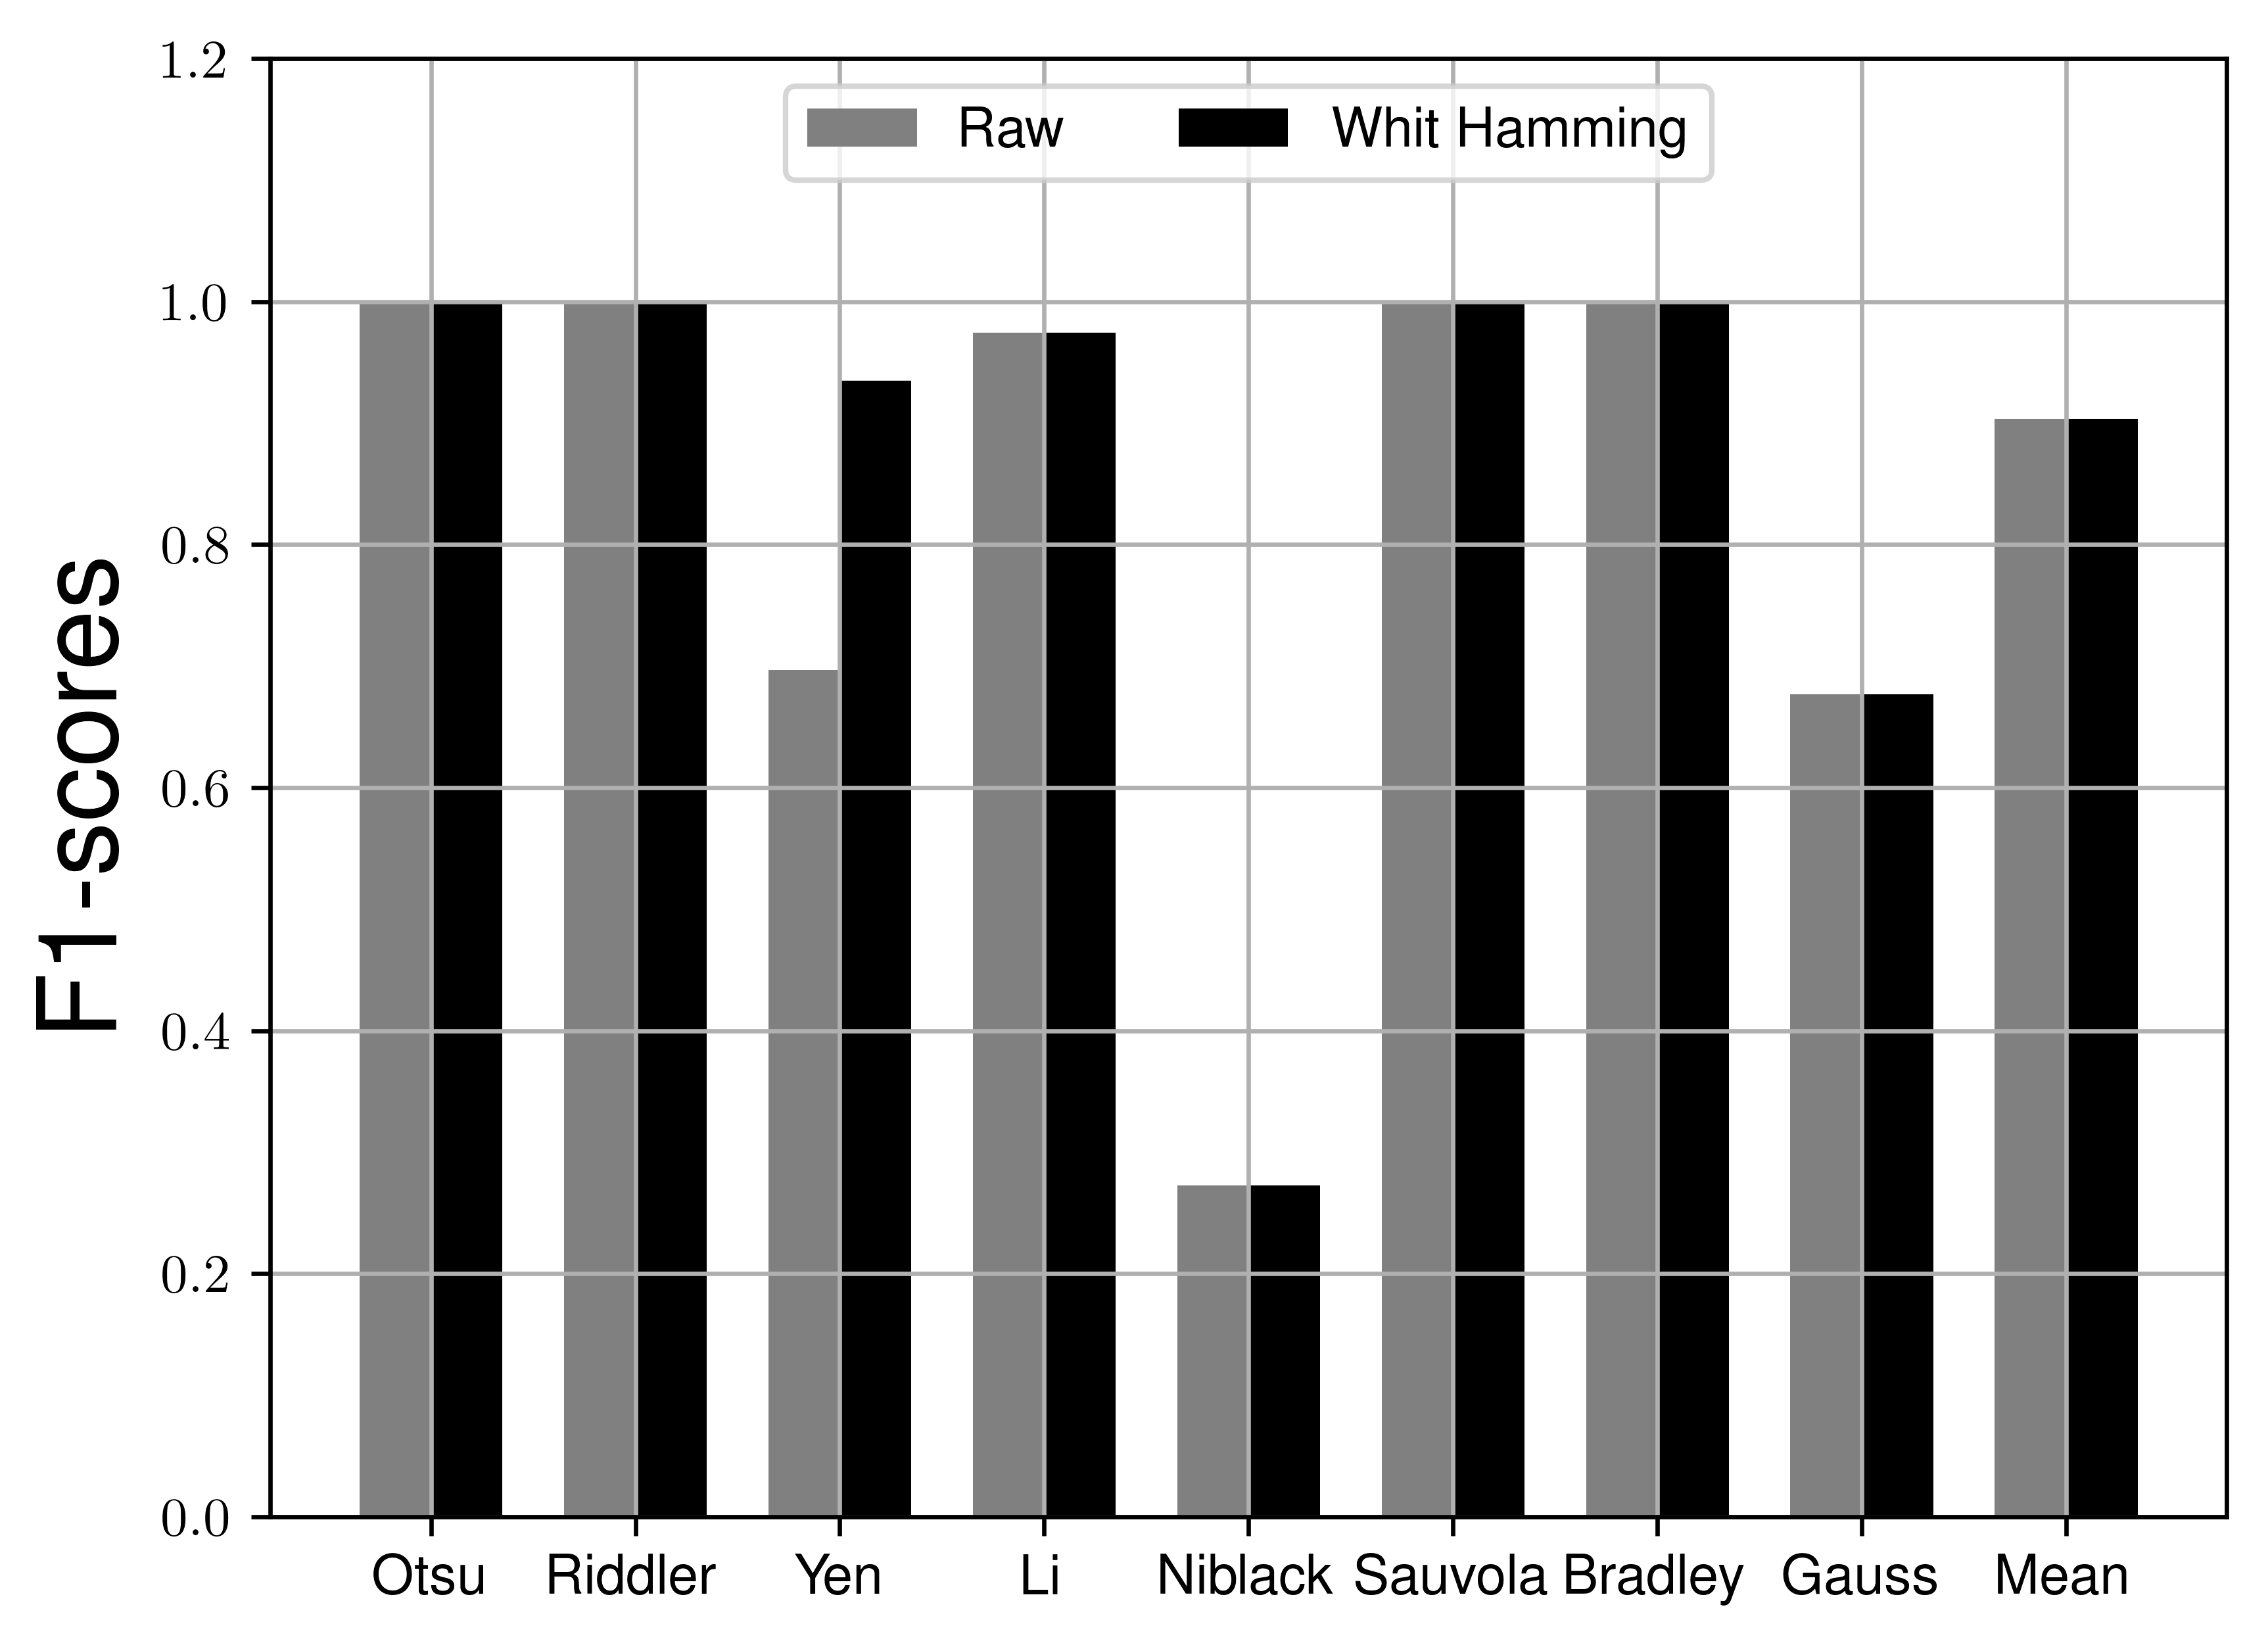 1.2
Raw Whit Hamming
1.0
0.8
0.6
0.4
0.2
0.0
F1-scores
Otsu Riddler Yen Li Niblack Sauvola Bradley Gauss Mean